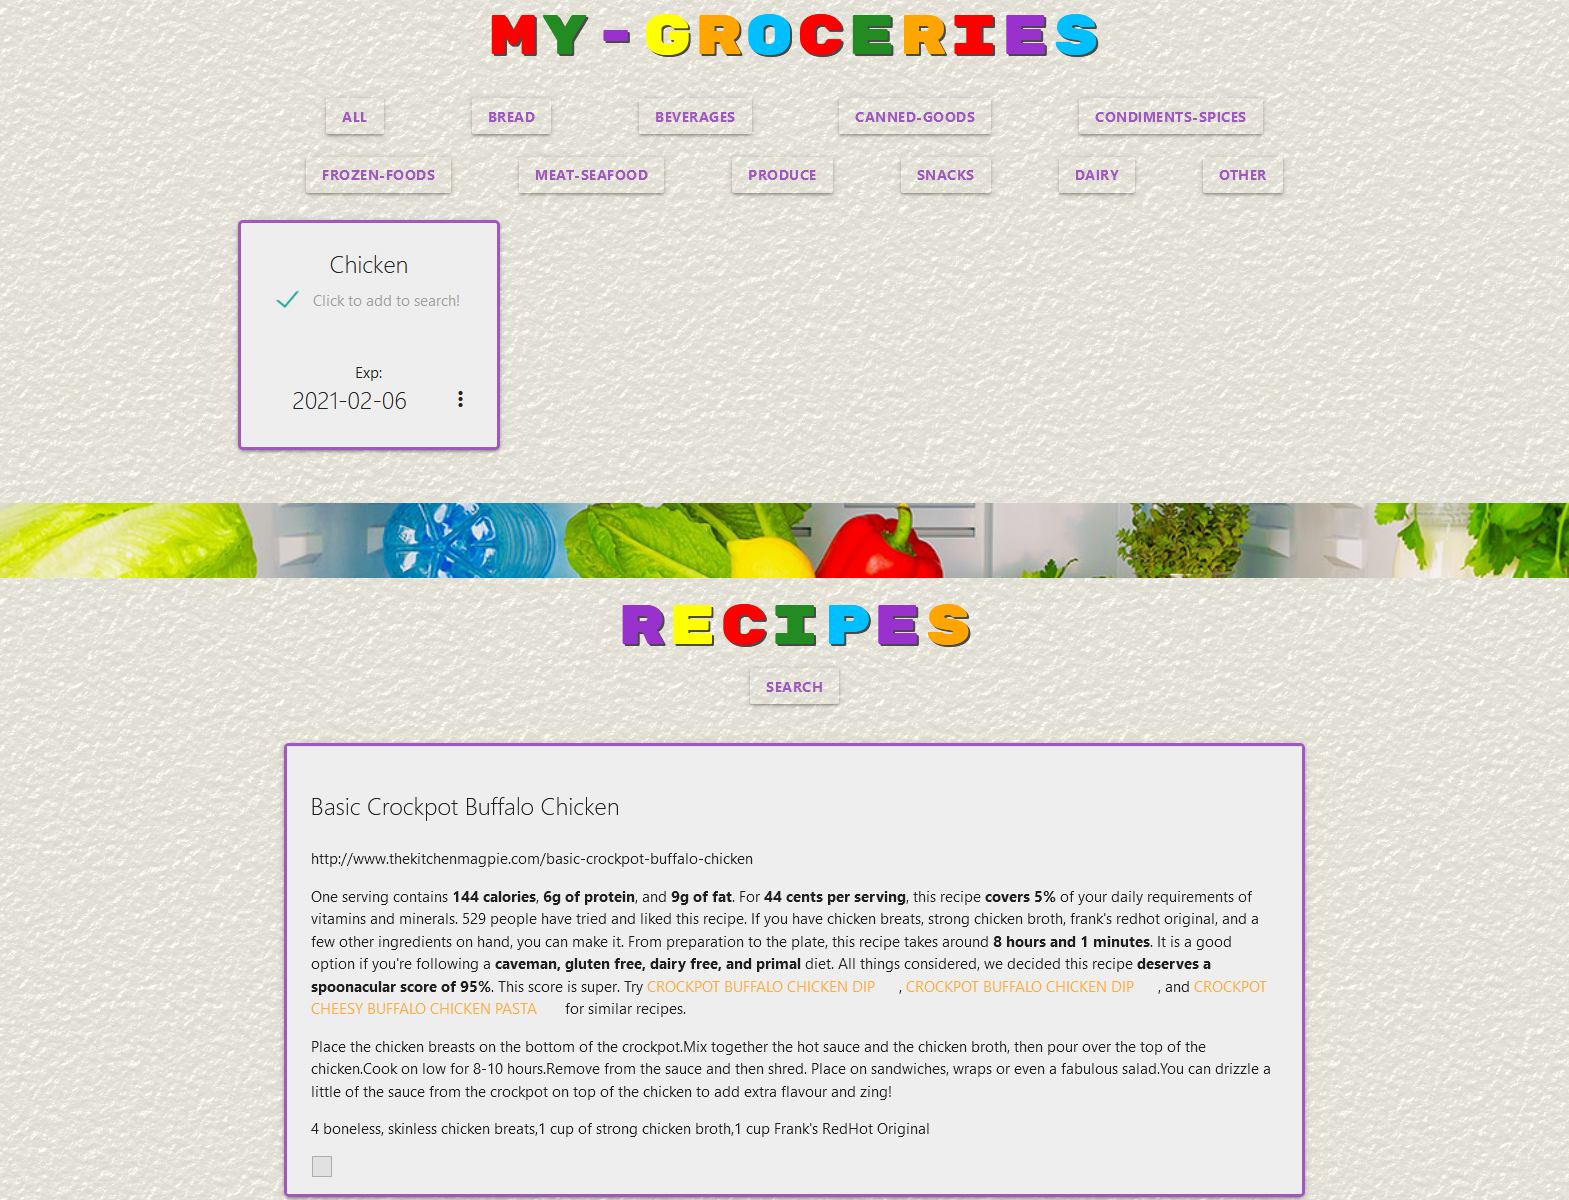 MY-GROCERIES
ALL BREAD BEVERAGES CANNED-GOODS CONDIMENTS-SPICES
FROZEN-FOODS MEAT-SEAFOOD PRODUCE SNACKS DAIRY OTHER
Chicken
Click to add to search!
Exp:
2021-02-06
RECIPES
SEARCH
Basic Crockpot Buffalo Chicken
http://www.thekitchenmagpie.com/basic-crockpot-buffalo-chicken
One serving contains 144 calories, 6g of protein, and 9g of fat. For 44 cents per serving, this recipe covers 5% of your daily requirements of
vitamins and minerals. 529 people have tried and liked this recipe. If you have chicken breats, strong chicken broth, frank's redhot original, and a
few other ingredients on hand, you can make it. From preparation to the plate, this recipe takes around 8 hours and 1 minutes. It is a good
option if you're following a caveman, gluten free, dairy free, and primal diet. All things considered, we decided this recipe deserves a
spoonacular score of 95%. This score is super. Try CROCKPOT BUFFALO CHICKEN DIP , CROCKPOT BUFFALO CHICKEN DIP , and CROCKPOT
CHEESY BUFFALO CHICKEN PASTA for similar recipes.
Place the chicken breasts on the bottom of the crockpot.Mix together the hot sauce and the chicken broth, then pour over the top of the
chicken.Cook on low for 8-10 hours.Remove from the sauce and then shred. Place on sandwiches, wraps or even a fabulous salad.You can drizzle a
little of the sauce from the crockpot on top of the chicken to add extra flavour and zing!
4 boneless, skinless chicken breats,1 cup of strong chicken broth,1 cup Frank's RedHot Original